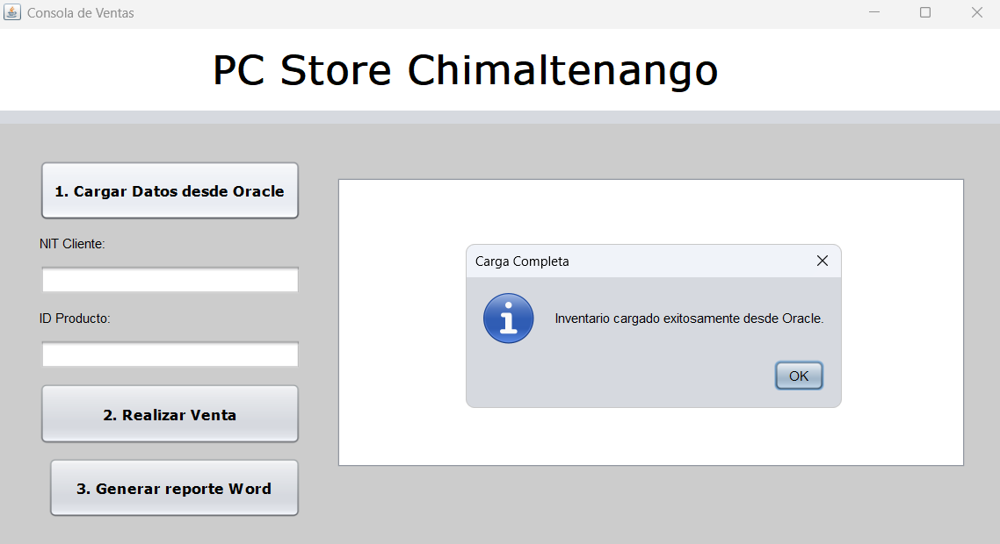 Consola de Ventas
PC Store Chimaltenango
1. Cargar Datos desde Oracle
NIT Cliente:
ID Producto:
2. Realizar Venta
3. Generar reporte Word
Carga Completa
Inventario cargado exitosamente desde Oracle.
OK